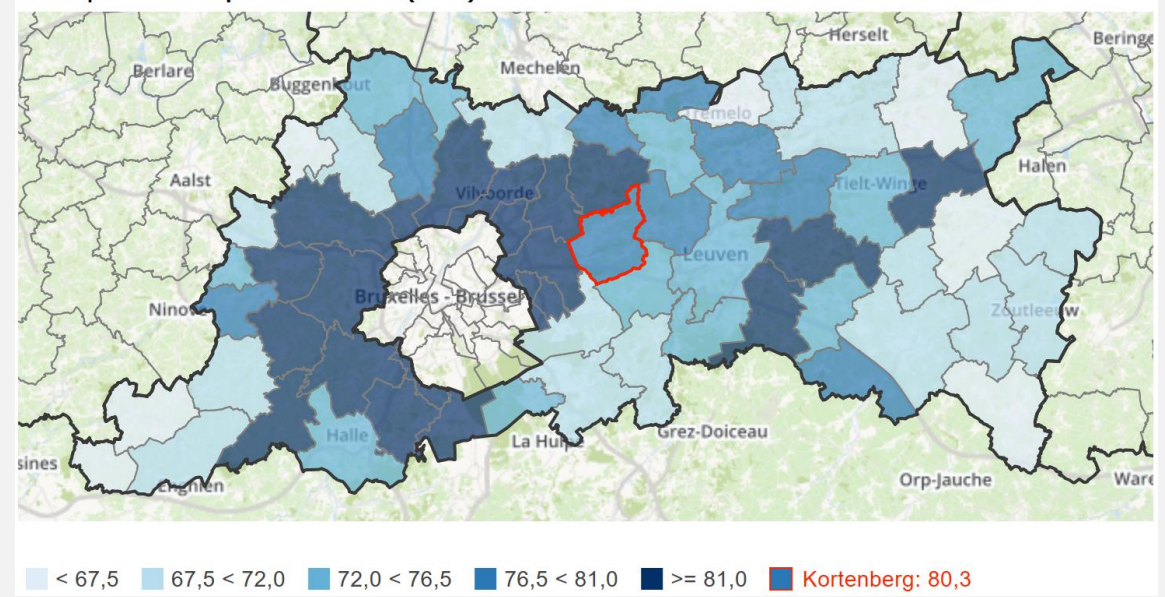 Herselt
Beringe
Berlare
Mechelen
Buggenhout
Tremelo
Halen
Aalst
Vilvoorde
Tielt-Winge
Leuven
Bruxelles - Brussel
Ninov
Zoutleeuw
Halle
La Hulpe
Grez-Doiceau
sines
Enghien
Orp-Jauche
Ware
< 67,5 67,5 < 72,0 72,0 < 76,5 76,5 < 81,0 >= 81,0 Kortenberg: 80,3